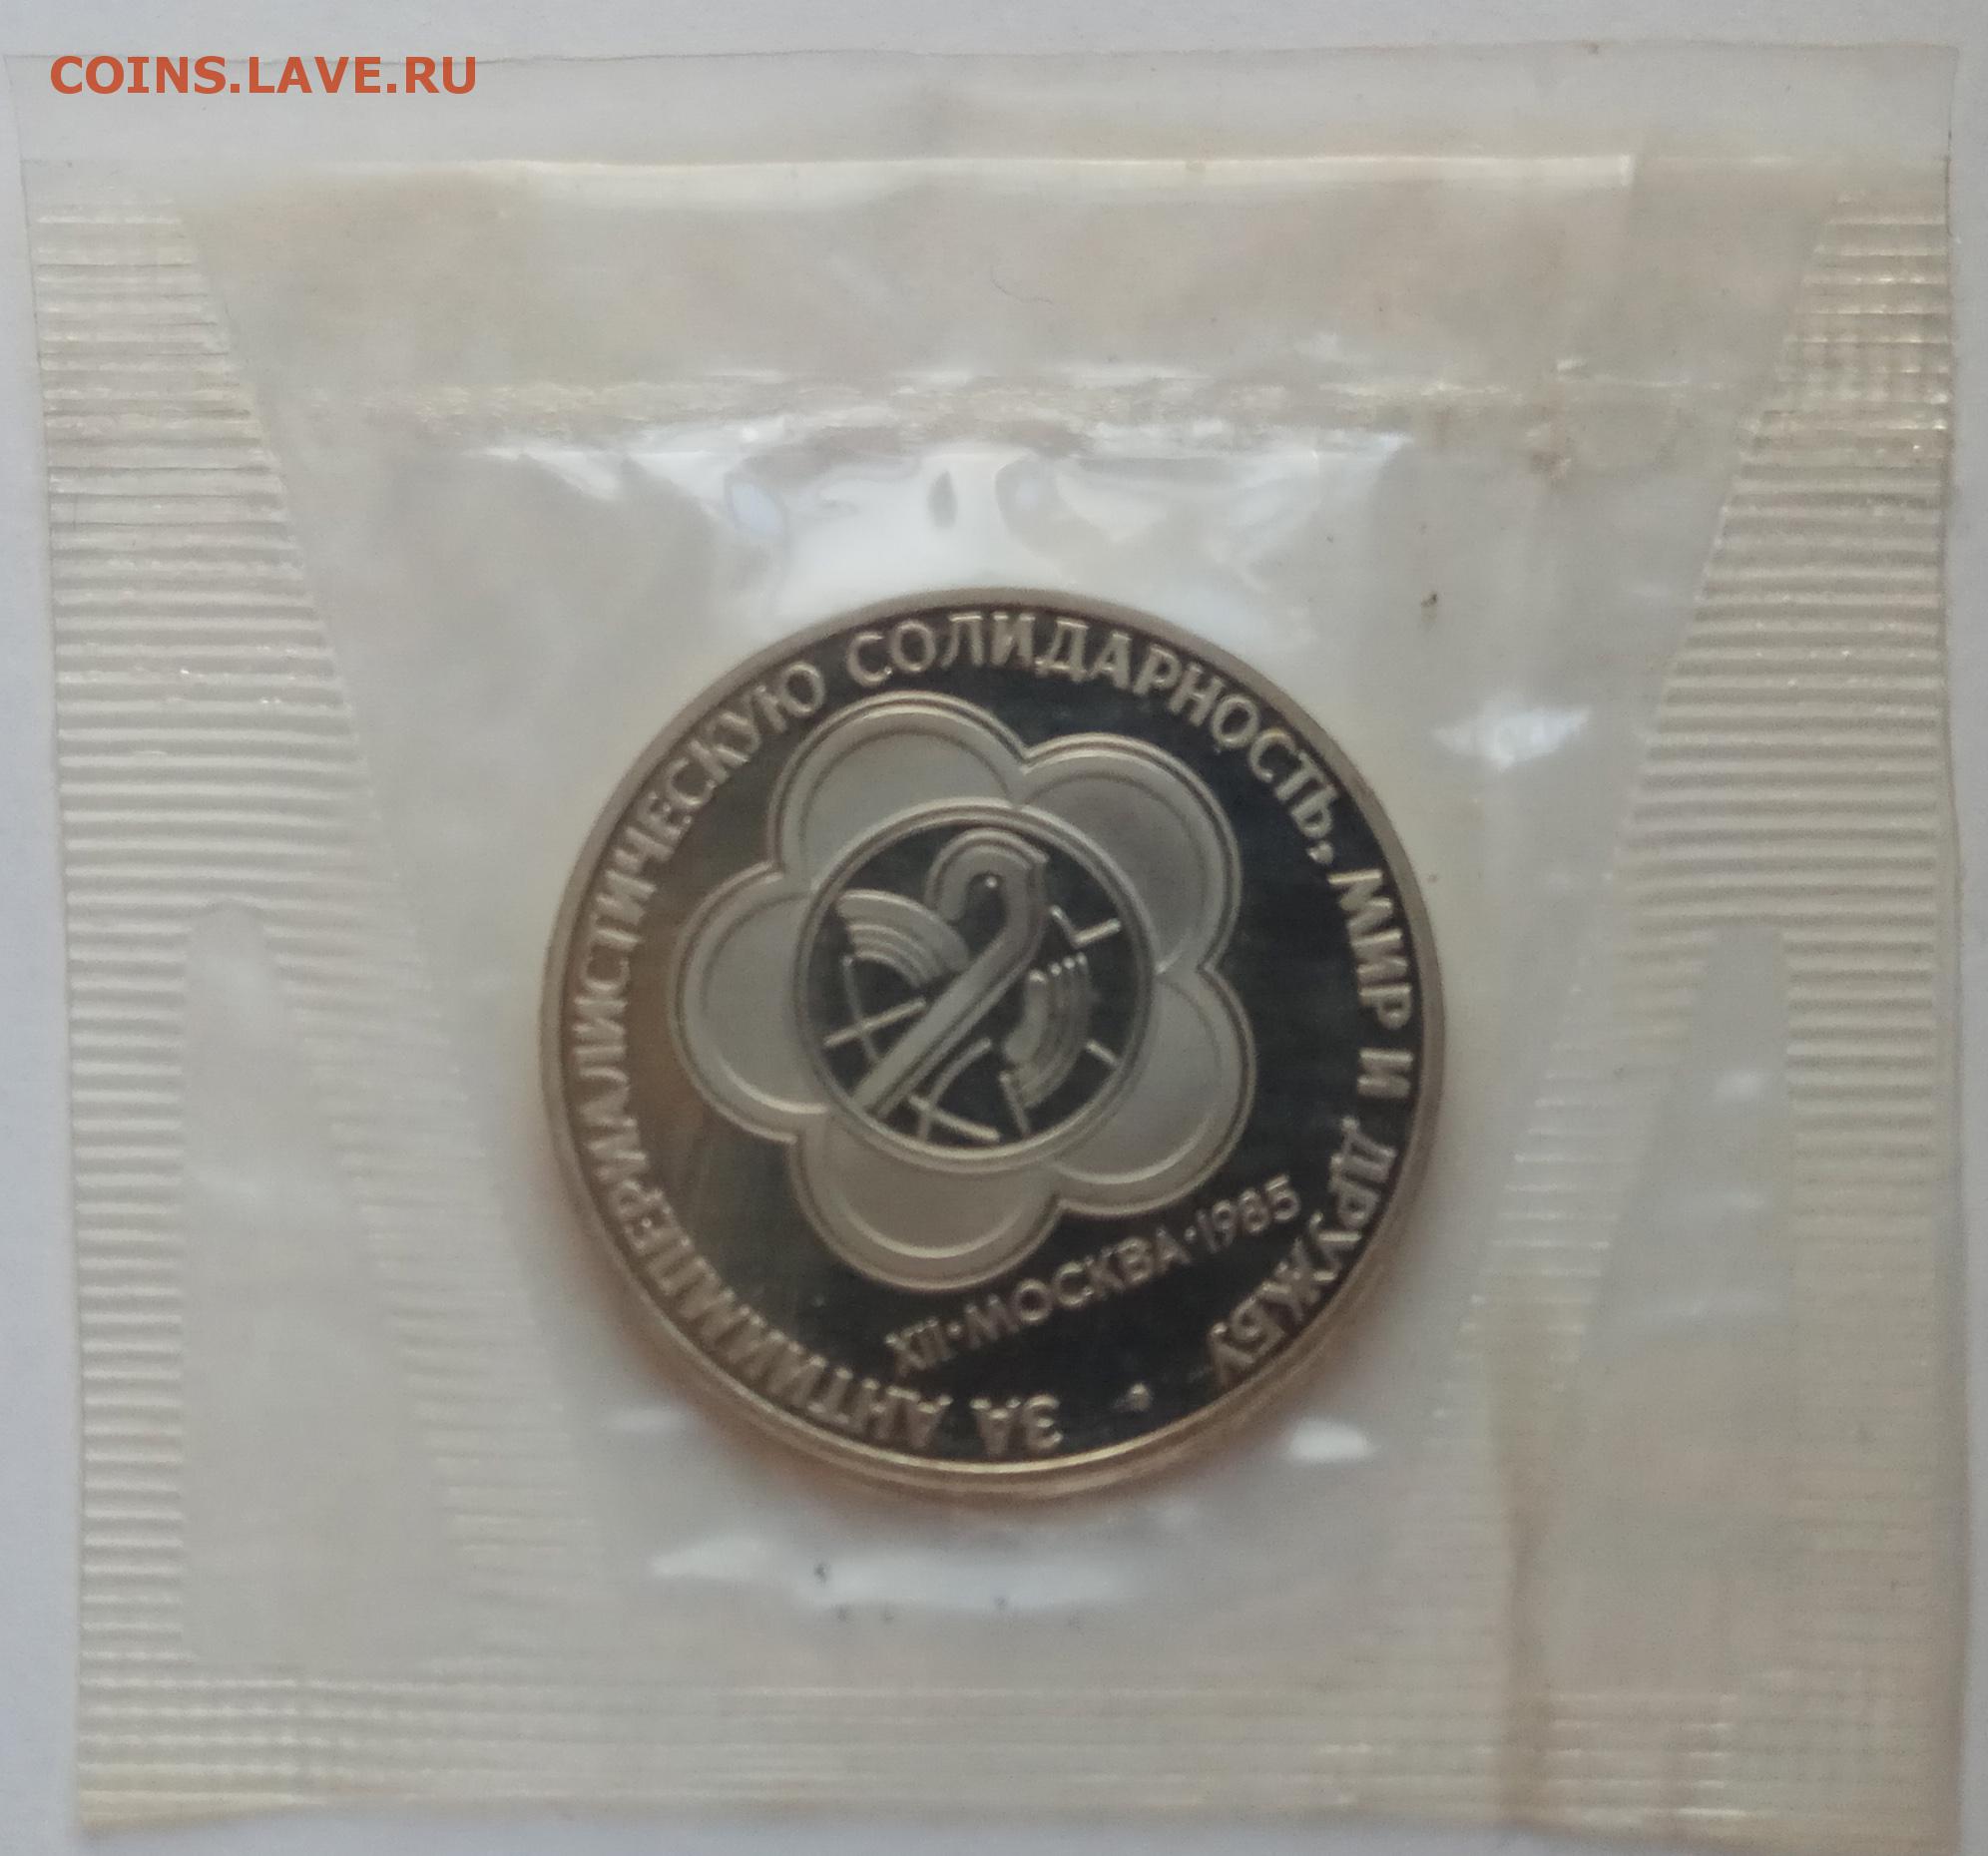 COINS.LAVE.RU
ЗА АНТИИМПЕРИАЛИСТИЧЕСКУЮ СОЛИДАРНОСТЬ, МИР И ДРУЖБУ
XII•МОСКВА•1985